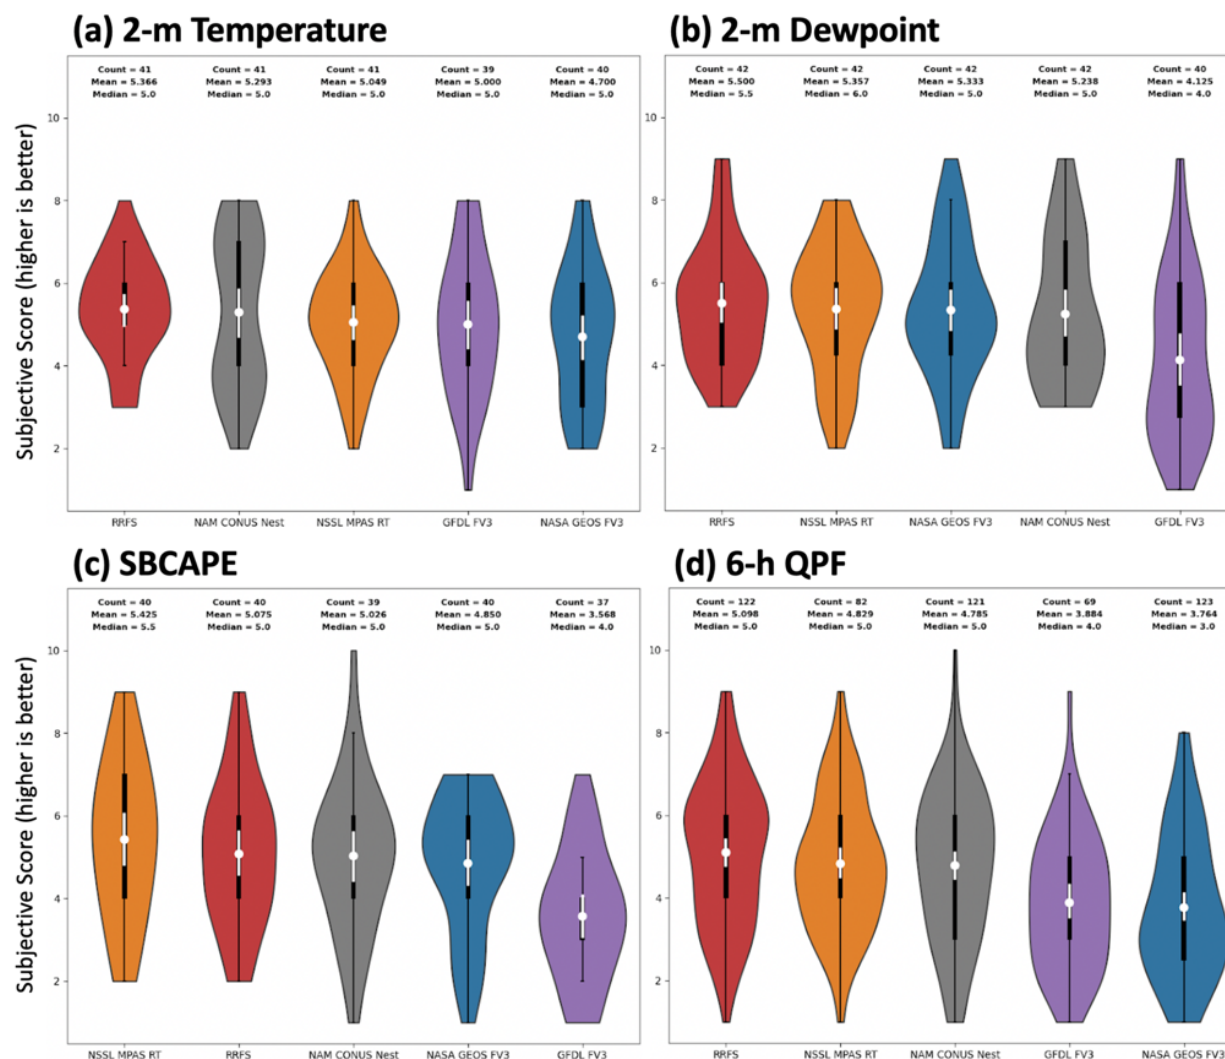 (a) 2-m Temperature
Count = 41 Count = 41 Count = 41 Count = 39 Count = 40
Mean = 5.366 Mean = 5.293 Mean = 5.049 Mean = 5.000 Mean = 4.700
Median = 5.0 Median = 5.0 Median = 5.0 Median = 5.0 Median = 5.0
Subjective Score (higher is better)
10
8
6
4
2
RRFS NAM CONUS Nest NSSL MPAS RT GFDL FV3 NASA GEOS FV3
(b) 2-m Dewpoint
Count = 42 Count = 42 Count = 42 Count = 42 Count = 40
Mean = 5.500 Mean = 5.357 Mean = 5.333 Mean = 5.238 Mean = 4.125
Median = 5.5 Median = 6.0 Median = 5.0 Median = 5.0 Median = 4.0
10
8
6
4
2
RRFS NSSL MPAS RT NASA GEOS FV3 NAM CONUS Nest GFDL FV3
(c) SBCAPE
Count = 40 Count = 40 Count = 39 Count = 40 Count = 37
Mean = 5.425 Mean = 5.075 Mean = 5.026 Mean = 4.850 Mean = 3.568
Median = 5.5 Median = 5.0 Median = 5.0 Median = 5.0 Median = 4.0
Subjective Score (higher is better)
10
8
6
4
2
NSSL MPAS RT RRFS NAM CONUS Nest NASA GEOS FV3 GFDL FV3
(d) 6-h QPF
Count = 122 Count = 82 Count = 121 Count = 69 Count = 123
Mean = 5.098 Mean = 4.829 Mean = 4.785 Mean = 3.884 Mean = 3.764
Median = 5.0 Median = 5.0 Median = 5.0 Median = 4.0 Median = 3.0
10
8
6
4
2
RRFS NSSL MPAS RT NAM CONUS Nest GFDL FV3 NASA GEOS FV3